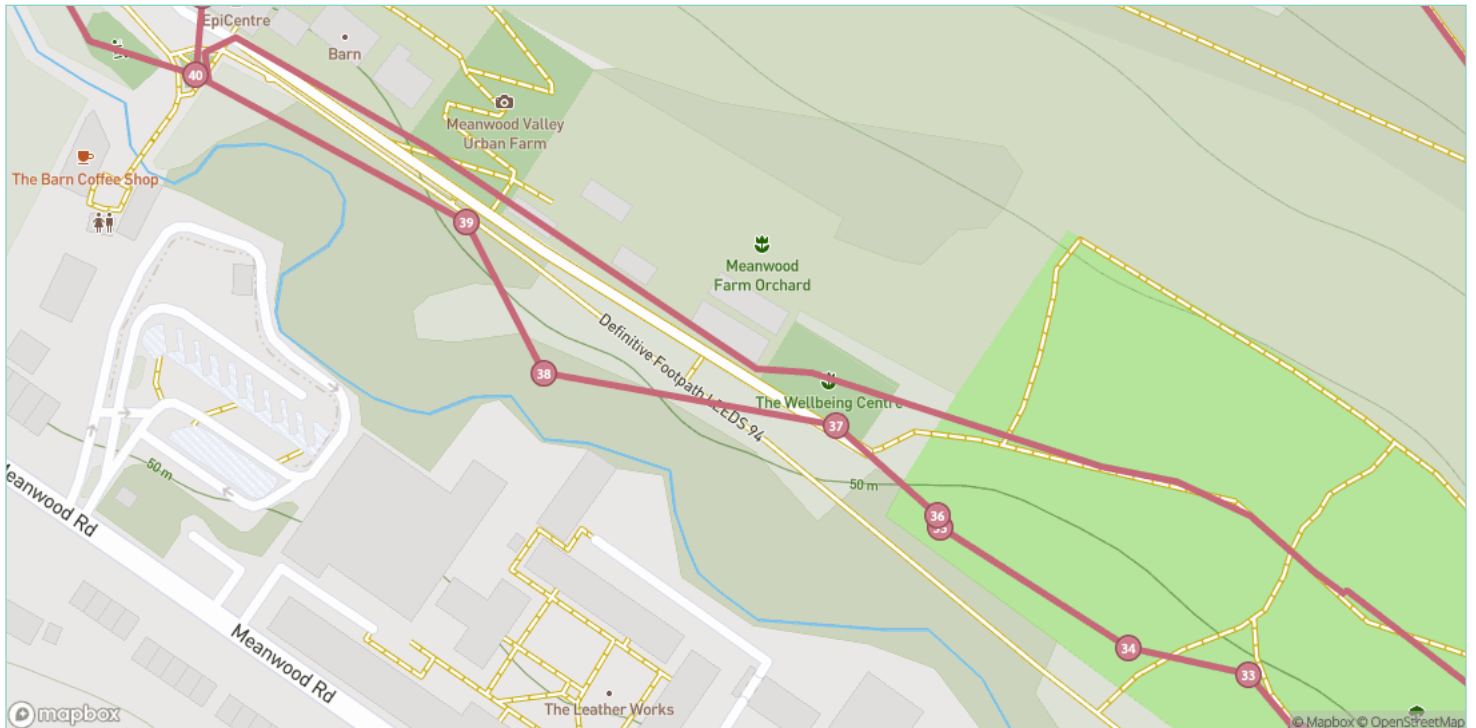 EpiCentre
Barn
40
Meanwood Valley
Urban Farm
The Barn Coffee Shop
39
Meanwood
Farm Orchard
Definitive Footpath LEEDS 94
38
The Wellbeing Centre
37
50 m
50 m
Meanwood Rd
36
35
34
33
Meanwood Rd
The Leather Works
mapbox
© Mapbox © OpenStreetMap